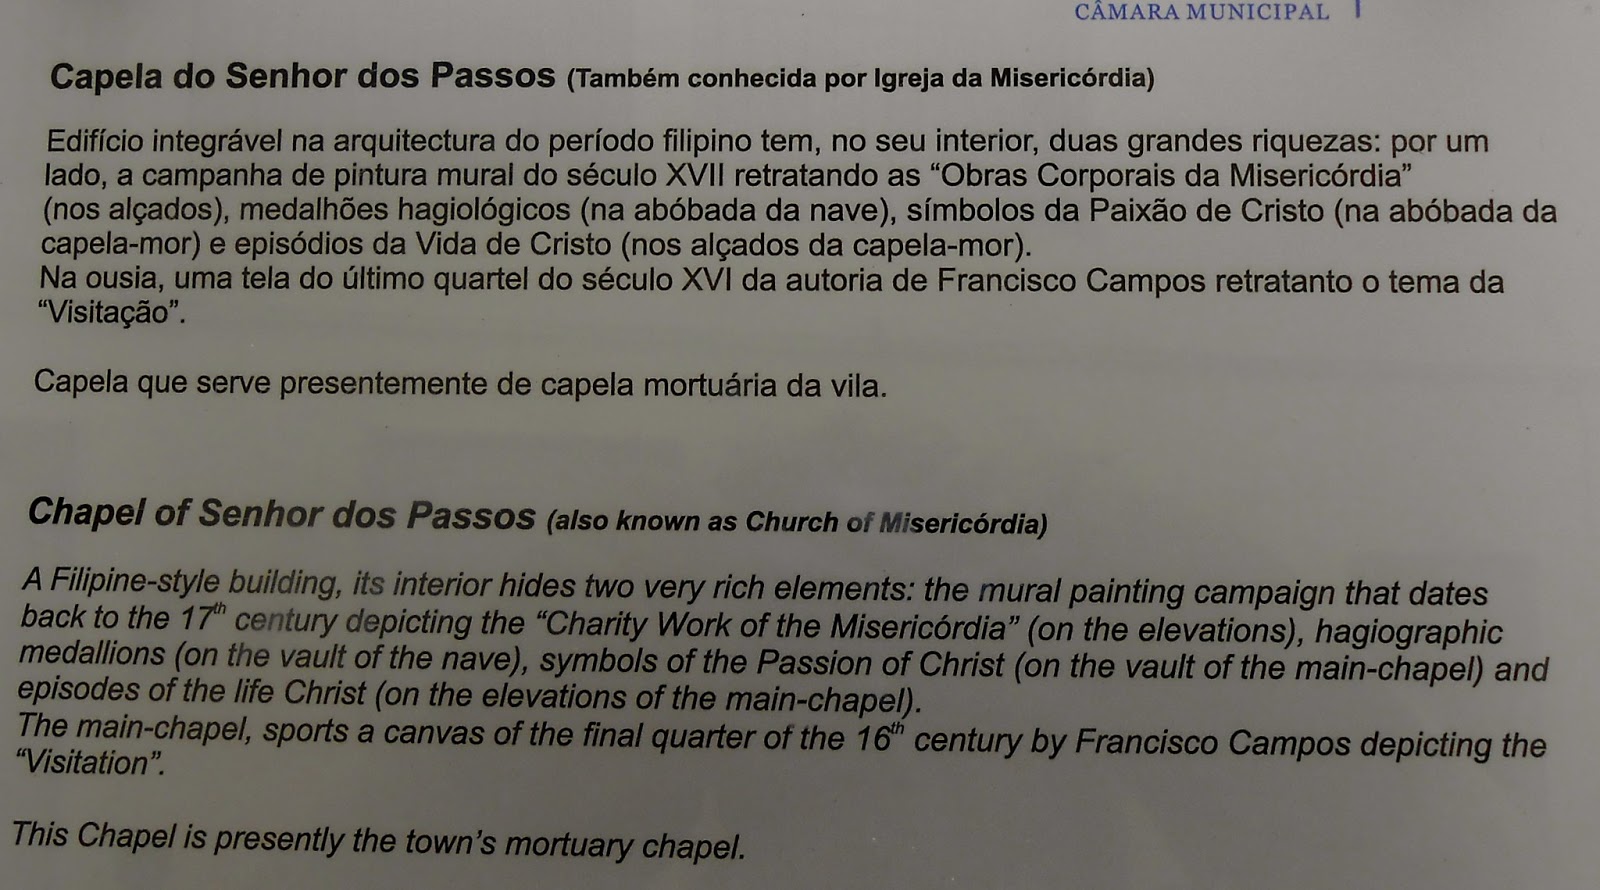 CÂMARA MUNICIPAL
Capela do Senhor dos Passos (Também conhecida por Igreja da Misericórdia)
Edifício integrável na arquitectura do período filipino tem, no seu interior, duas grandes riquezas: por um
lado, a campanha de pintura mural do século XVII retratando as “Obras Corporais da Misericórdia”
(nos alçados), medalhões hagiológicos (na abóbada da nave), símbolos da Paixão de Cristo (na abóbada da
capela-mor) e episódios da Vida de Cristo (nos alçados da capela-mor).
Na ousia, uma tela do último quartel do século XVI da autoria de Francisco Campos retratanto o tema da
“Visitação”.
Capela que serve presentemente de capela mortuária da vila.
Chapel of Senhor dos Passos (also known as Church of Misericórdia)
A Filipine-style building, its interior hides two very rich elements: the mural painting campaign that dates
back to the 17th century depicting the “Charity Work of the Misericórdia” (on the elevations), hagiographic
medallions (on the vault of the nave), symbols of the Passion of Christ (on the vault of the main-chapel) and
episodes of the life Christ (on the elevations of the main-chapel).
The main-chapel, sports a canvas of the final quarter of the 16th century by Francisco Campos depicting the
“Visitation”.
This Chapel is presently the town’s mortuary chapel.